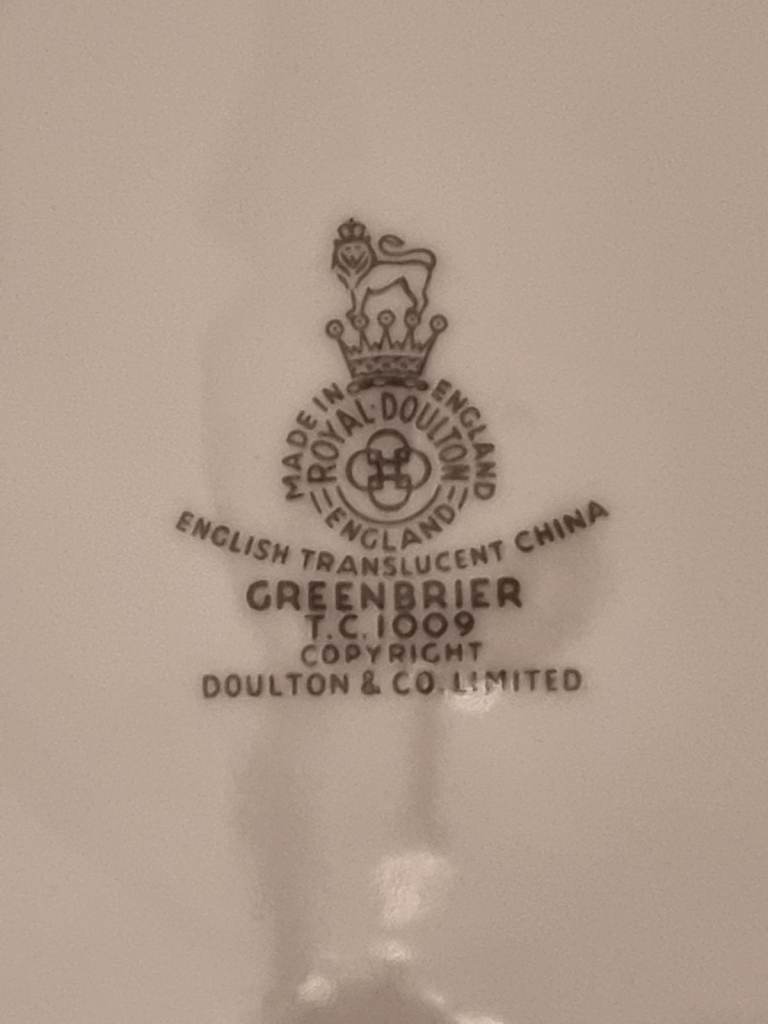 MADE IN ENGLAND
ROYAL·DOULTON
ENGLAND
ENGLISH TRANSLUCENT CHINA
GREENBRIER
T.C.1009
COPYRIGHT
DOULTON & CO. LIMITED